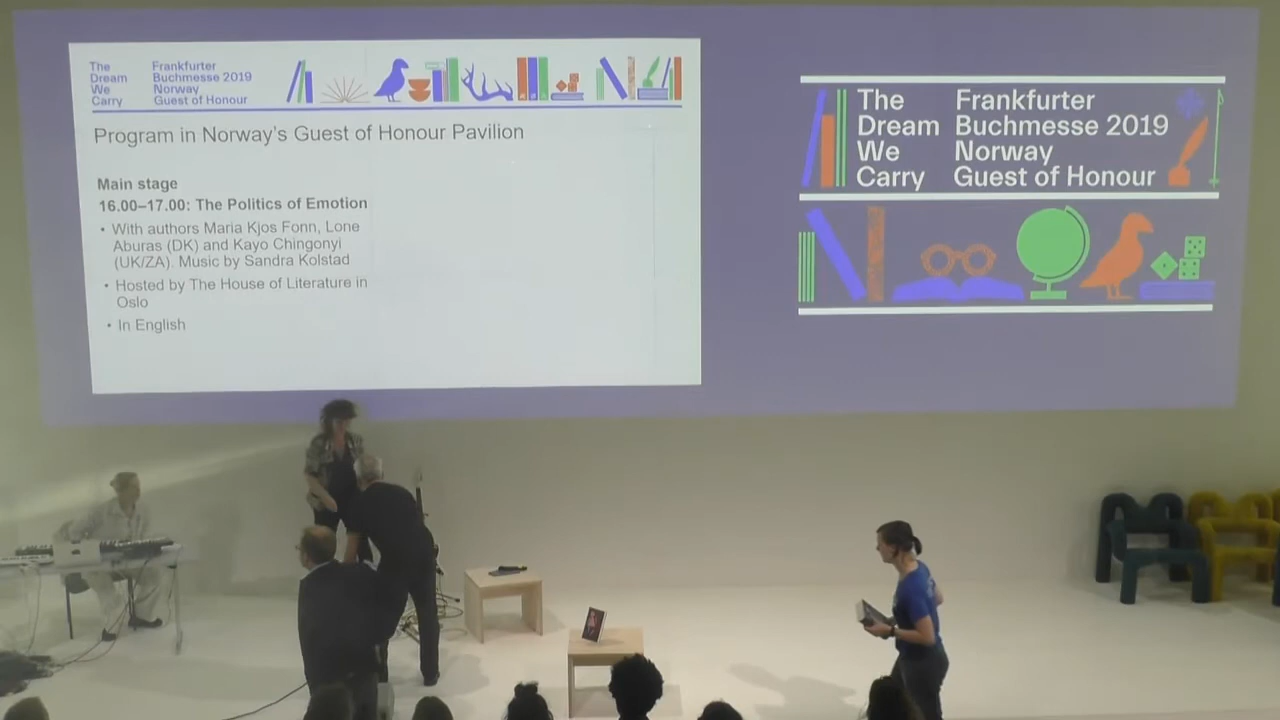 The Frankfurter
Dream Buchmesse 2019
We Norway
Carry Guest of Honour
Program in Norway's Guest of Honour Pavilion
Main stage
16.00–17.00: The Politics of Emotion
• With authors Maria Kjos Fonn, Lone
Aburas (DK) and Kayo Chingonyi
(UK/ZA). Music by Sandra Kolstad
• Hosted by The House of Literature in
Oslo
• In English
The Frankfurter
Dream Buchmesse 2019
We Norway
Carry Guest of Honour